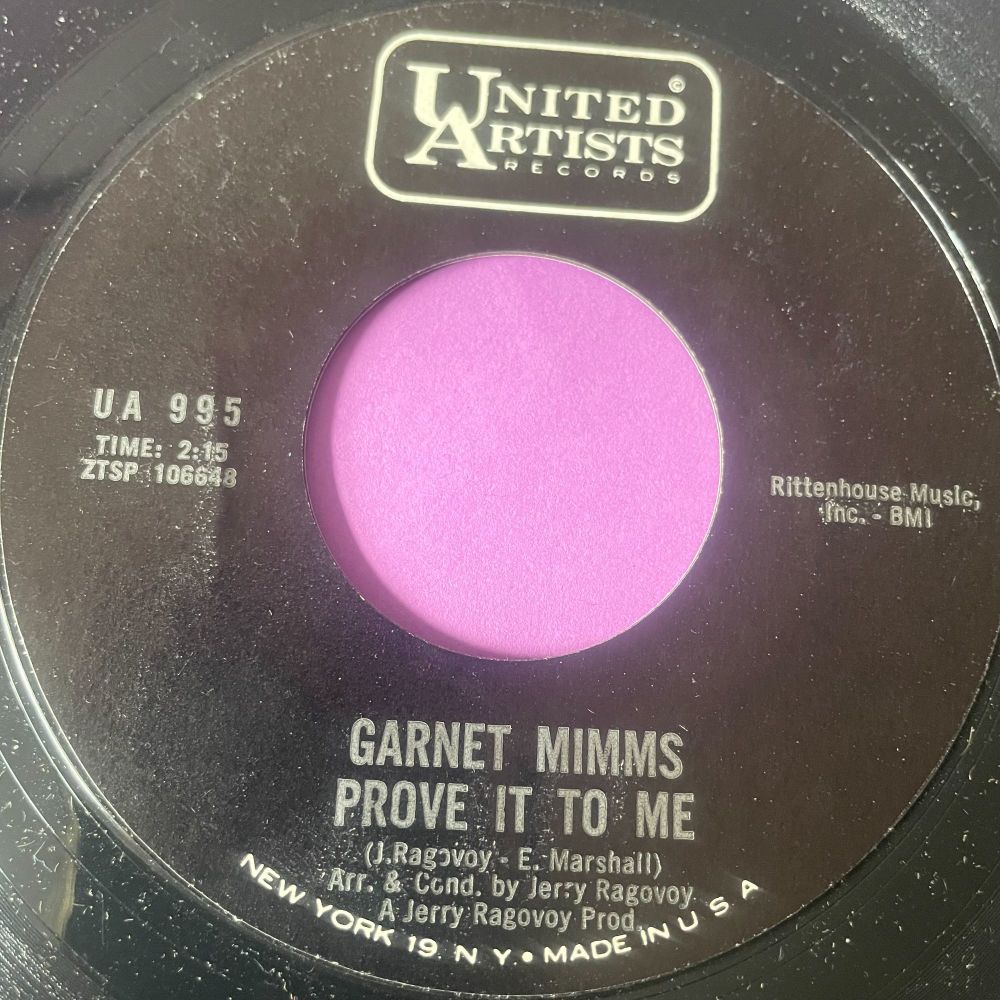 UNITED ©
ARTISTS
RECORDS
UA 995
TIME: 2:15
ZTSP 106648
Rittenhouse Music,
Inc. - BMI
GARNET MIMMS
PROVE IT TO ME
(J.Ragovoy - E. Marshall)
Arr. & Cond. by Jerry Ragovoy
A Jerry Ragovoy Prod.
NEW YORK 19. N. Y. • MADE IN U S A